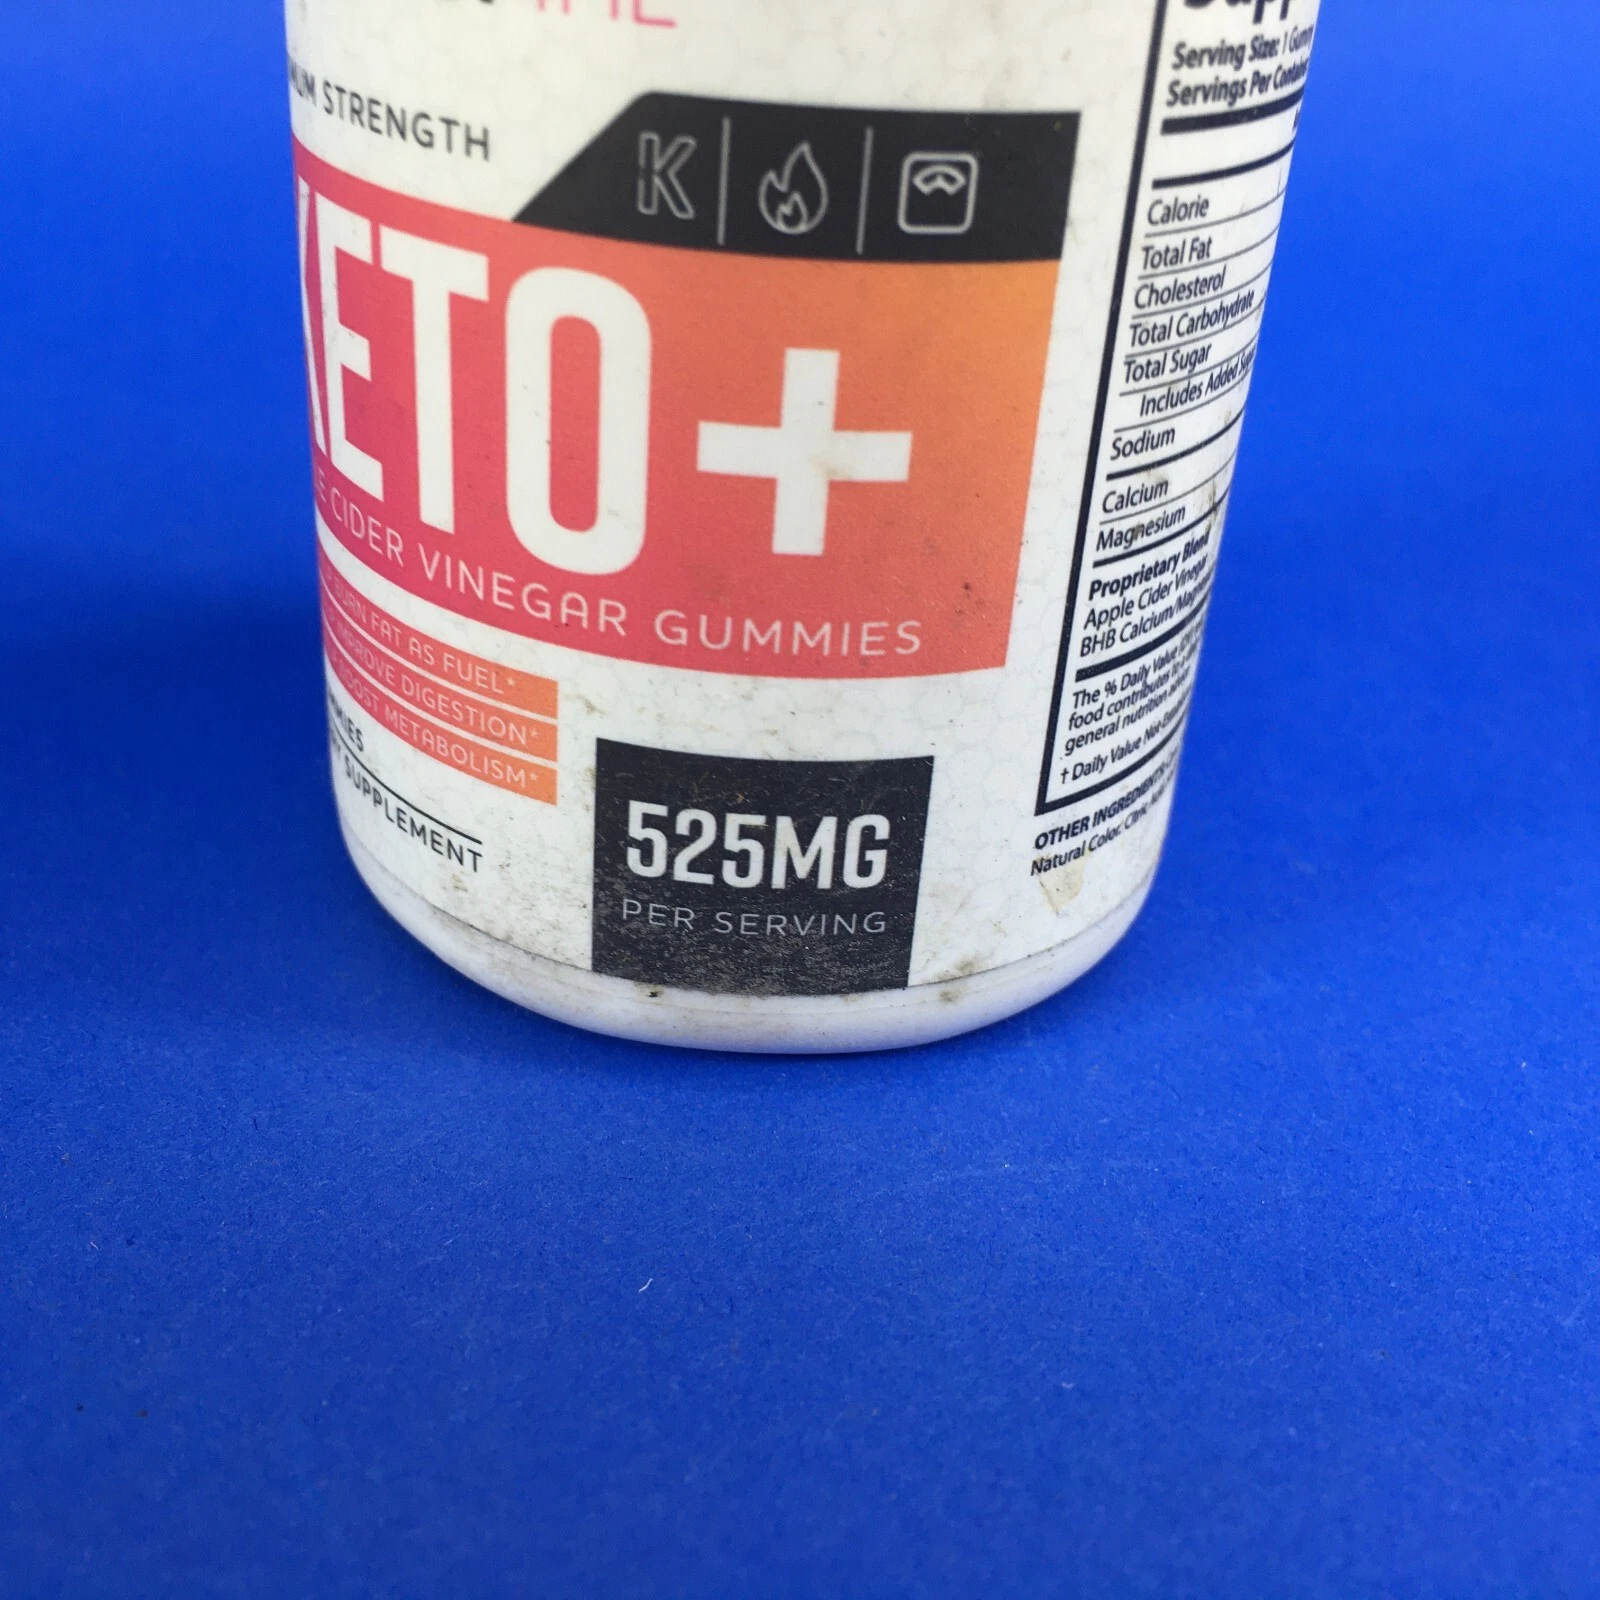 STRENGTH
K
KETO+
CIDER VINEGAR GUMMIES
BURN FAT AS FUEL*
IMPROVE DIGESTION*
BOOST METABOLISM*
SUPPLEMENT
525MG
PER SERVING
Serving Size: 1
Servings Per
Calorie
Total Fat
Cholesterol
Total Carbohydrate
Total Sugar
Includes Added
Sodium
Calcium
Magnesium
Proprietary Blend
Apple Cider Vinegar
BHB Calcium/
The % Daily Value
food contributes to a
general nutrition
† Daily Value Not
OTHER INGREDIENTS:
Natural Color, Citric